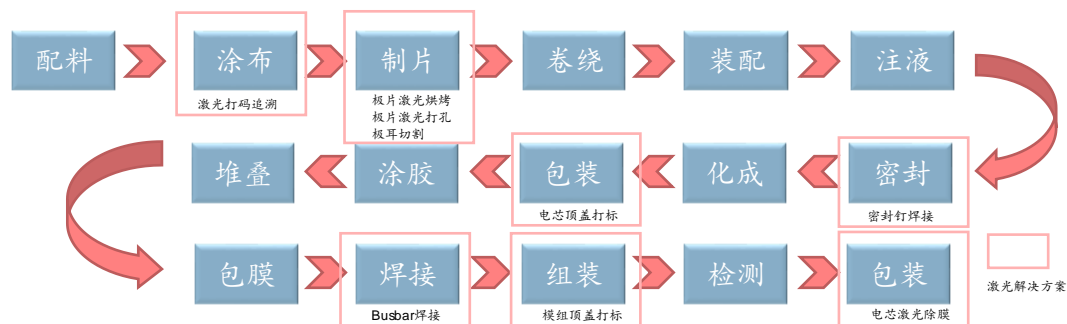 配料
涂布
激光打码追溯
制片
极片激光烘烤
极片激光打孔
极耳切割
卷绕
装配
注液
密封
密封钉焊接
化成
包装
电芯顶盖打标
涂胶
堆叠
包膜
焊接
Busbar焊接
组装
模组顶盖打标
检测
包装
电芯激光除膜
激光解决方案